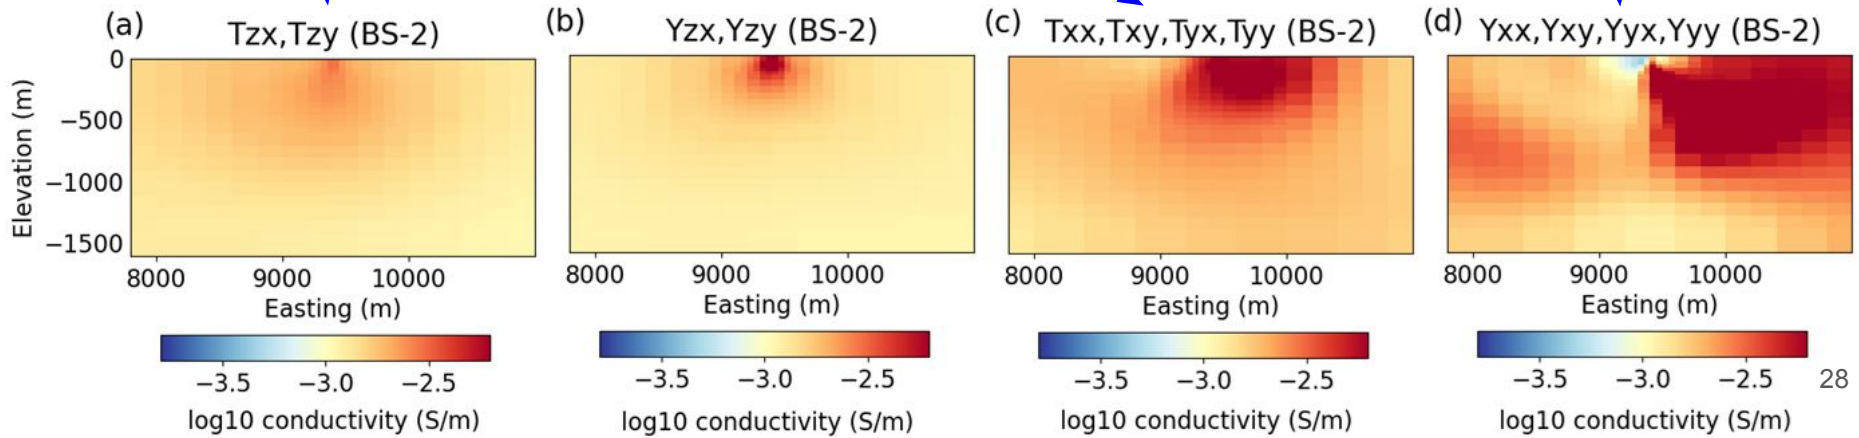 (a) Tzx,Tzy (BS-2)
(b) Yzx,Yzy (BS-2)
(c) Txx,Txy,Tyx,Tyy (BS-2)
(d) Yxx,Yxy,Yyx,Yyy (BS-2)
Elevation (m)
0
−500
−1000
−1500
8000 9000 10000
Easting (m)
−3.5 −3.0 −2.5
log10 conductivity (S/m)
8000 9000 10000
Easting (m)
−3.5 −3.0 −2.5
log10 conductivity (S/m)
8000 9000 10000
Easting (m)
−3.5 −3.0 −2.5
log10 conductivity (S/m)
8000 9000 10000
Easting (m)
−3.5 −3.0 −2.5
log10 conductivity (S/m)
28